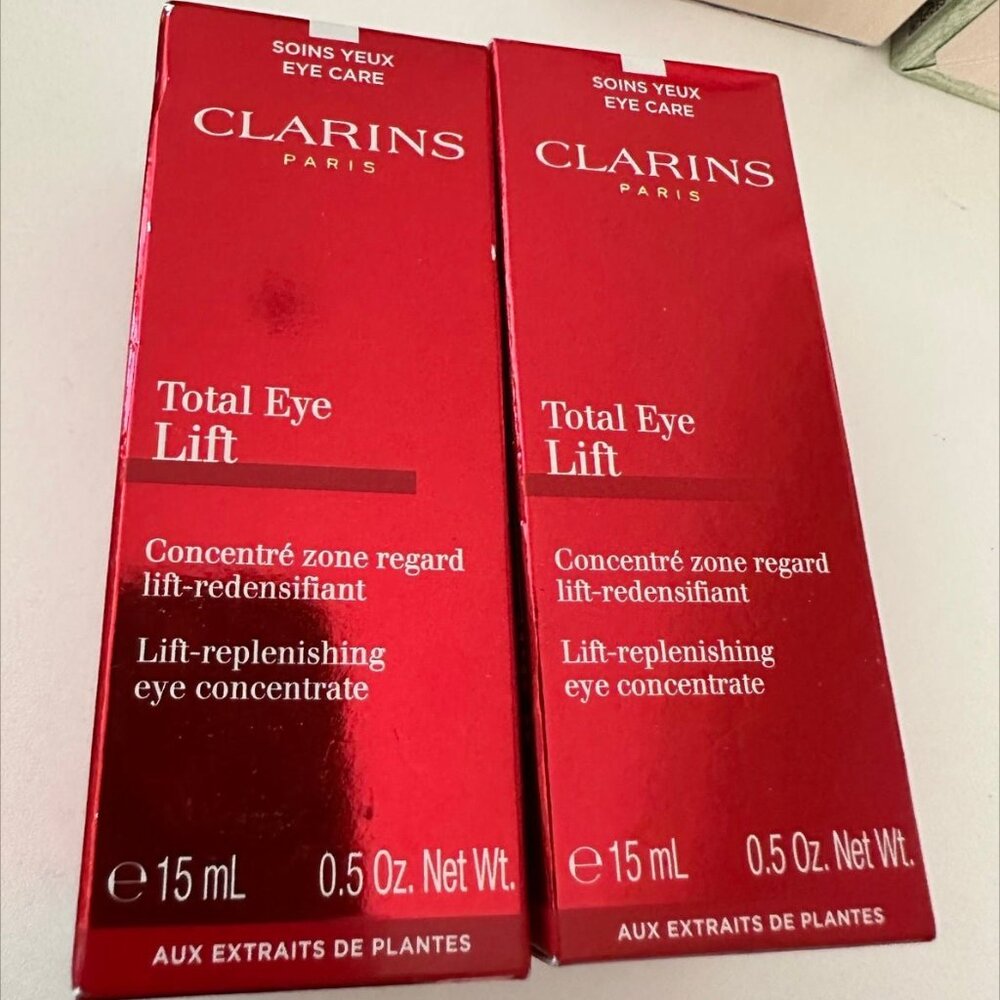 SOINS YEUX
EYE CARE
CLARINS
PARIS
Total Eye
Lift
Concentré zone regard
lift-redensifiant
Lift-replenishing
eye concentrate
℮ 15 mL 0.5 Oz. Net Wt.
AUX EXTRAITS DE PLANTES
SOINS YEUX
EYE CARE
CLARINS
PARIS
Total Eye
Lift
Concentré zone regard
lift-redensifiant
Lift-replenishing
eye concentrate
℮ 15 mL 0.5 Oz. Net Wt.
AUX EXTRAITS DE PLANTES